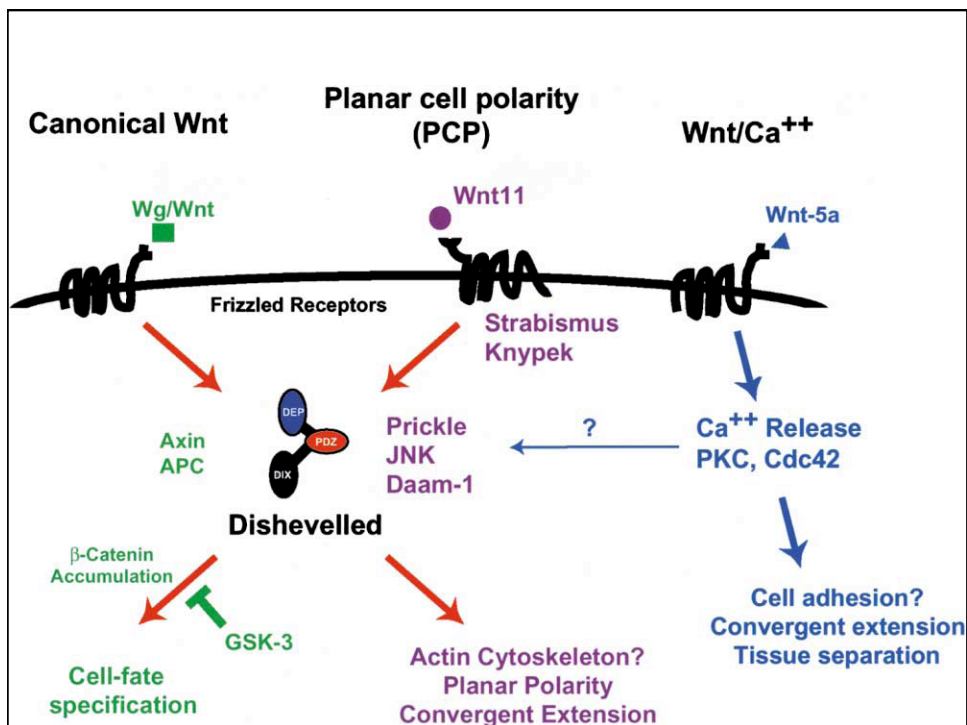 Canonical Wnt
Planar cell polarity
(PCP)
Wnt/Ca⁺⁺
Wg/Wnt
Wnt11
Wnt-5a
Frizzled Receptors
Strabismus
Knypek
DEP
PDZ
DIX
Axin
APC
Prickle
JNK
Daam-1
?
Ca⁺⁺ Release
PKC, Cdc42
Dishevelled
β-Catenin
Accumulation
GSK-3
Cell-fate
specification
Actin Cytoskeleton?
Planar Polarity
Convergent Extension
Cell adhesion?
Convergent extension
Tissue separation